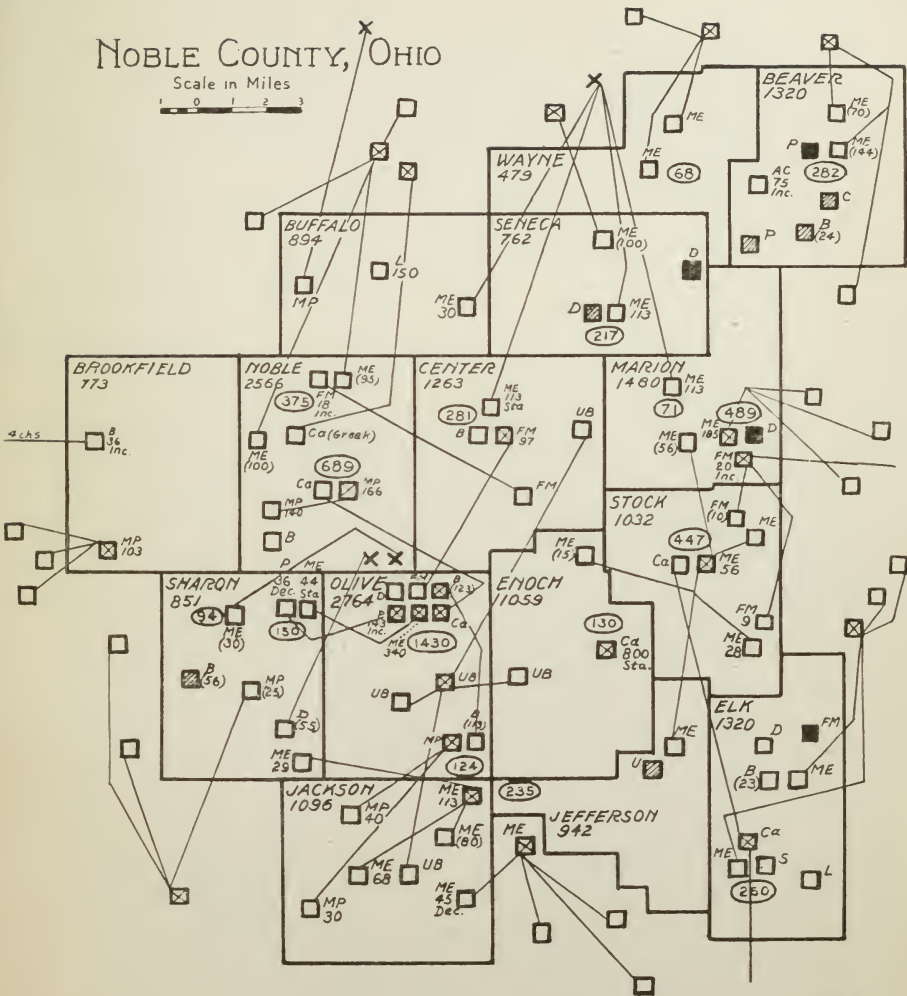 NOBLE COUNTY, OHIO
Scale in Miles
1 0 1 2 3
BEAVER
1320
ME
(70)
P
ME
(144)
AC
75
Inc.
282
C
B
(24)
P
WAYNE
479
ME
ME
68
BUFFALO
894
MP
L
150
ME
30
SENECA
762
ME
(100)
D
D
ME
113
217
BROOKFIELD
773
4 chs
B
36
Inc.
MP
103
NOBLE
2566
375
FM
18
Inc.
ME
(95)
ME
(100)
Ca (Greek)
689
Ca
MP
166
MP
140
B
CENTER
1263
281
ME
113
Sta
B
FM
97
UB
FM
MARION
1480
ME
113
71
ME
(56)
489
ME
185
D
FM
20
Inc.
STOCK
1032
FM
(10)
ME
447
Ca
ME
56
FM
9
ME
28
SHARON
851
94
ME
(30)
P
36
Dec.
ME
44
Sta
150
B
(56)
MP
(25)
D
(55)
ME
29
OLIVE
2764
D
B
(123)
P
143
Inc.
ME
340
Ca
1430
UB
UB
MP
B
(113)
124
ENOCH
11059
ME
(15)
130
Ca
800
Sta.
UB
ELK
1320
D
FM
B
(23)
ME
Ca
ME
S
260
L
JACKSON
1096
MP
40
ME
113
ME
(80)
ME
68
UB
MP
30
ME
45
Dec.
JEFFERSON
942
235
ME
U
ME